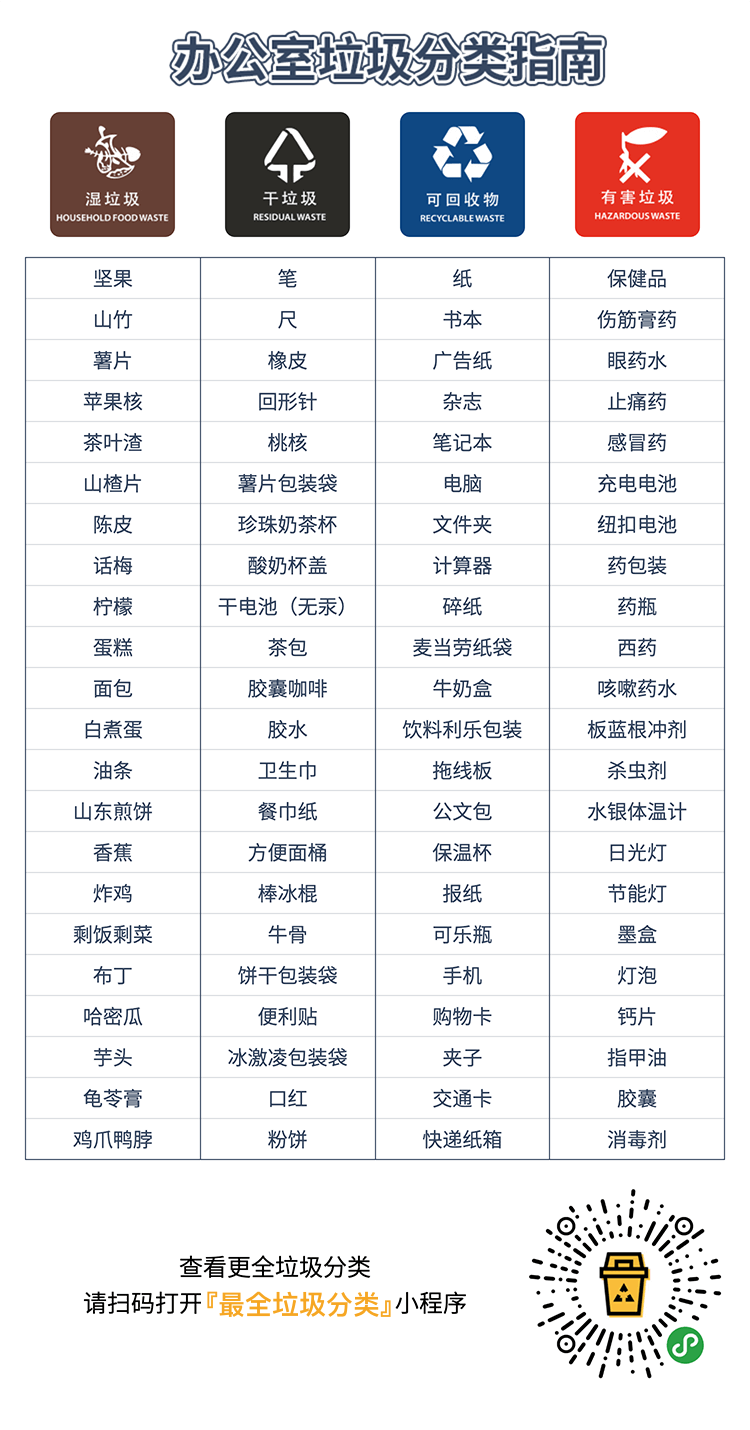 办公室垃圾分类指南
湿垃圾 干垃圾 可回收物 有害垃圾
HOUSEHOLD FOOD WASTE RESIDUAL WASTE RECYCLABLE WASTE HAZARDOUS WASTE
坚果 笔 纸 保健品
山竹 尺 书本 伤筋膏药
薯片 橡皮 广告纸 眼药水
苹果核 回形针 杂志 止痛药
茶叶渣 桃核 笔记本 感冒药
山楂片 薯片包装袋 电脑 充电电池
陈皮 珍珠奶茶杯 文件夹 纽扣电池
话梅 酸奶杯盖 计算器 药包装
柠檬 干电池（无汞） 碎纸 药瓶
蛋糕 茶包 麦当劳纸袋 西药
面包 胶囊咖啡 牛奶盒 咳嗽药水
白煮蛋 胶水 饮料利乐包装 板蓝根冲剂
油条 卫生巾 拖线板 杀虫剂
山东煎饼 餐巾纸 公文包 水银体温计
香蕉 方便面桶 保温杯 日光灯
炸鸡 棒冰棍 报纸 节能灯
剩饭剩菜 牛骨 可乐瓶 墨盒
布丁 饼干包装袋 手机 灯泡
哈密瓜 便利贴 购物卡 钙片
芋头 冰激凌包装袋 夹子 指甲油
龟苓膏 口红 交通卡 胶囊
鸡爪鸭脖 粉饼 快递纸箱 消毒剂
查看更全垃圾分类
请扫码打开『最全垃圾分类』小程序